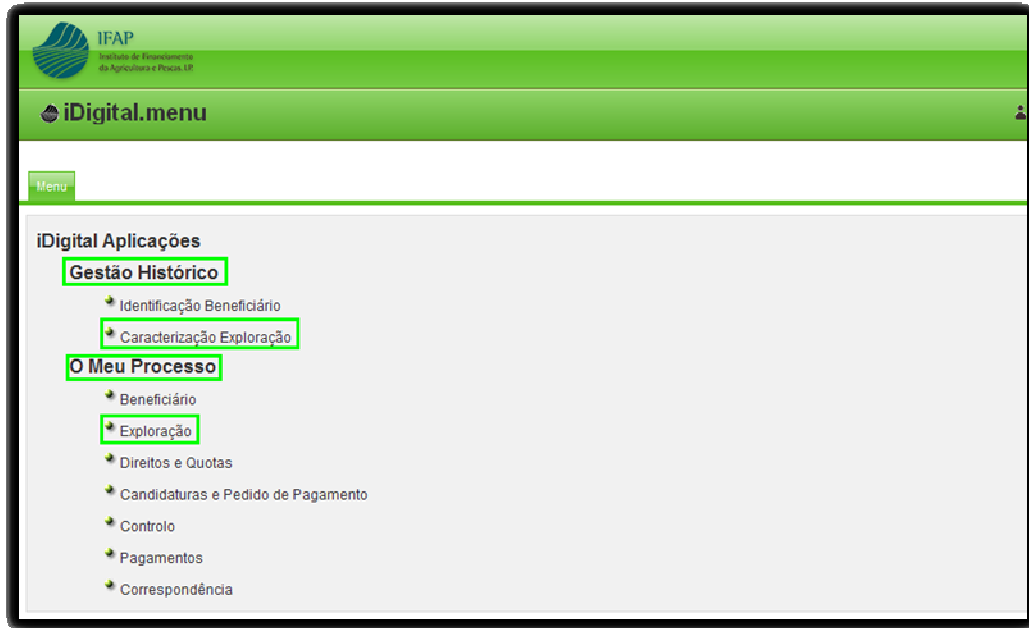 IFAP
Instituto de Financiamento
da Agricultura e Pescas. I.P.
iDigital.menu
Menu
iDigital Aplicações
Gestão Histórico
Identificação Beneficiário
Caracterização Exploração
O Meu Processo
Beneficiário
Exploração
Direitos e Quotas
Candidaturas e Pedido de Pagamento
Controlo
Pagamentos
Correspondência